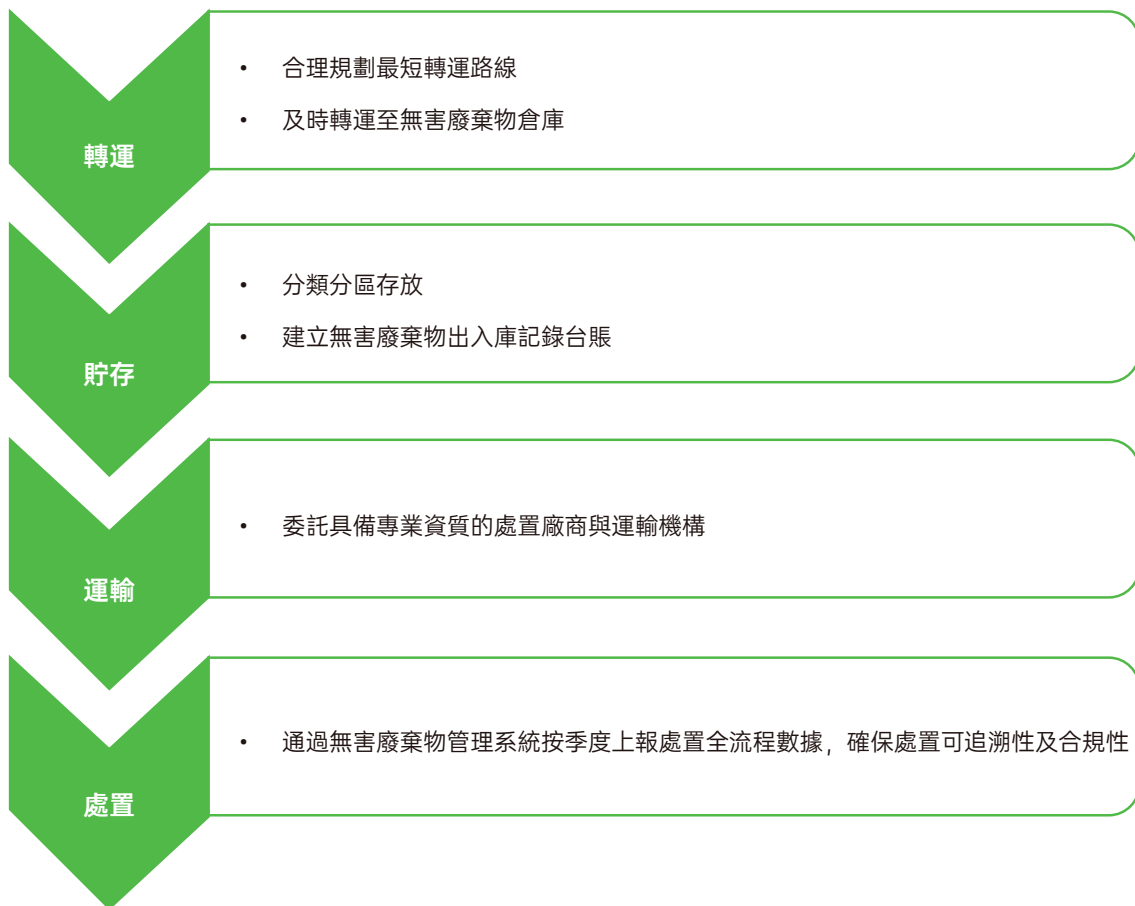 • 合理規劃最短轉運路線
• 及時轉運至無害廢棄物倉庫
轉運
• 分類分區存放
• 建立無害廢棄物出入庫記錄台賬
貯存
• 委託具備專業資質的處置廠商與運輸機構
運輸
• 通過無害廢棄物管理系統按季度上報處置全流程數據，確保處置可追溯性及合規性
處置